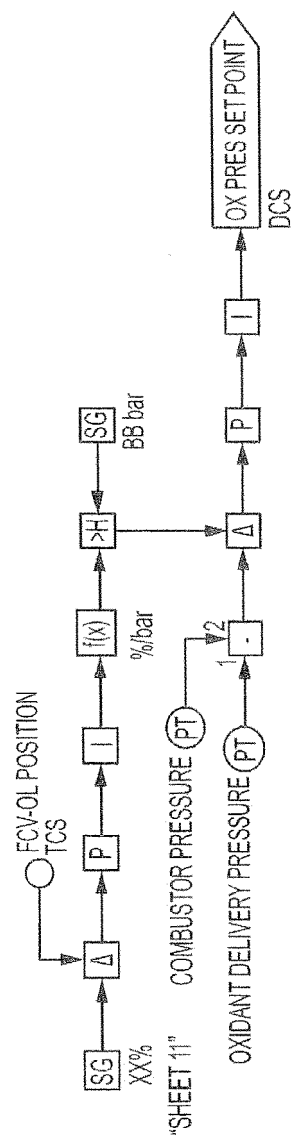 FCV-OL POSITION
TCS
SG
XX%
Δ
P
I
f(x)
%/bar
>H
SG
BB bar
"SHEET 11"
COMBUSTOR PRESSURE
PT
OXIDANT DELIVERY PRESSURE
PT
1
2
-
Δ
P
I
OX PRES SET POINT
DCS